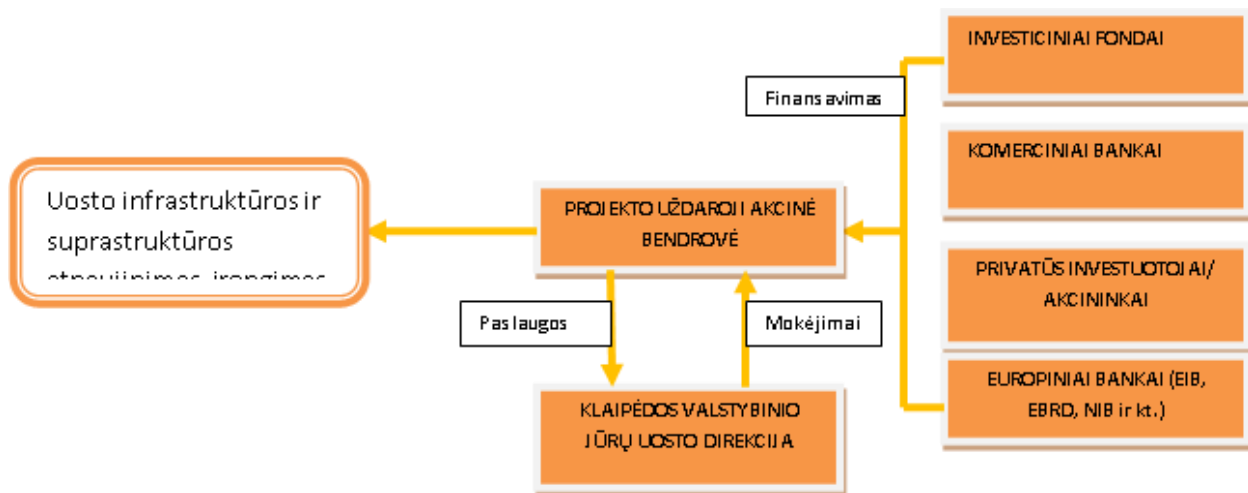 INVESTICINIAI FONDAI
Finansavimas
KOMERCINIAI BANKAI
Uosto infrastruktūros ir
suprastruktūros
PROJEKTO UŽDAROJI AKCINĖ
BENDROVĖ
PRIVATŪS INVESTUOTOJAI/
AKCININKAI
Paslaugos
Mokėjimai
EUROPINIAI BANKAI (EIB,
EBRD, NIB ir kt.)
KLAIPĖDOS VALSTYBINIO
JŪRŲ UOSTO DIREKCIJA